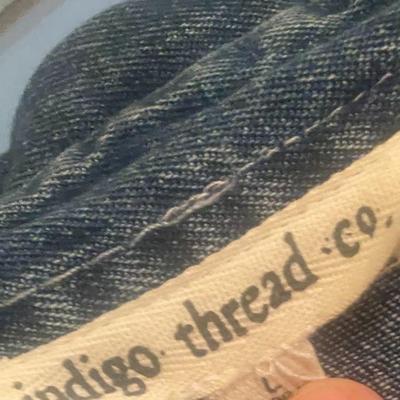 indigo thread co.
L